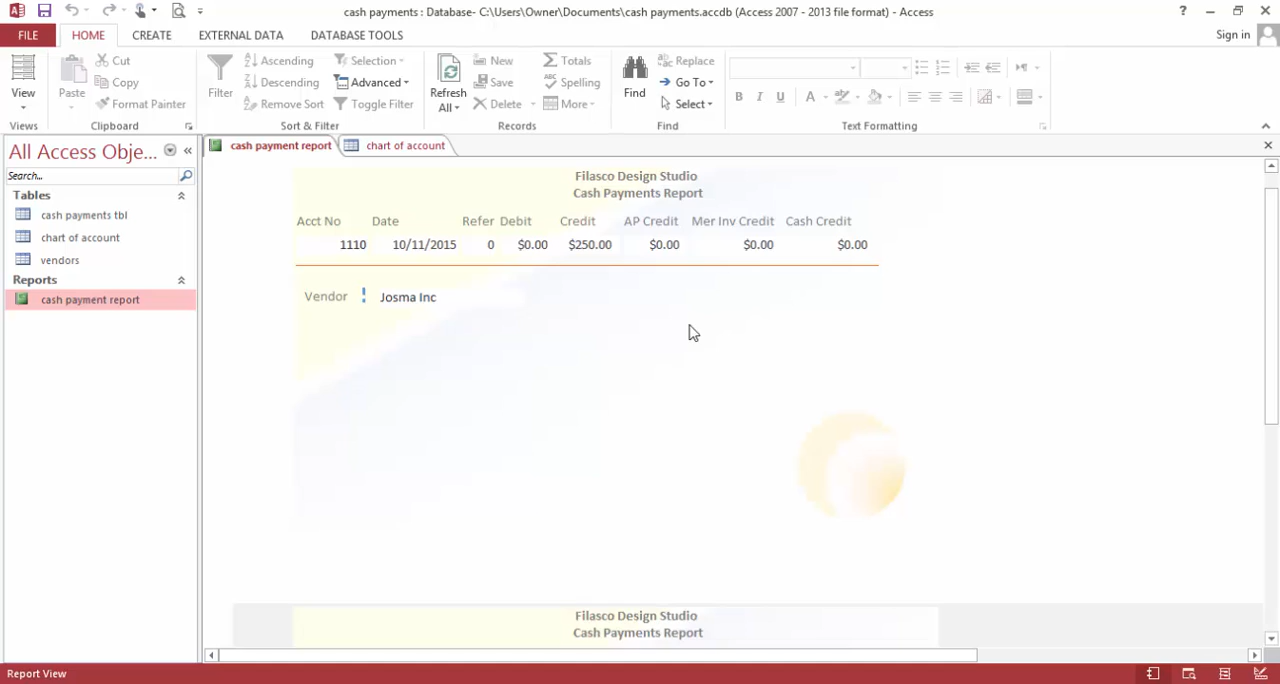 cash payments : Database- C:\Users\Owner\Documents\cash payments.accdb (Access 2007 - 2013 file format) - Access
?
FILE HOME CREATE EXTERNAL DATA DATABASE TOOLS
Sign in
View
Views
Paste
Cut
Copy
Format Painter
Clipboard
Filter
Ascending
Descending
Remove Sort
Selection
Advanced
Toggle Filter
Sort & Filter
Refresh
All
New
Save
Delete
Totals
Spelling
More
Records
Find
Replace
Go To
Select
Find
B I U A
Text Formatting
All Access Obje...
Search...
Tables
cash payments tbl
chart of account
vendors
Reports
cash payment report
cash payment report chart of account
Filasco Design Studio
Cash Payments Report
Acct No Date Refer Debit Credit AP Credit Mer Inv Credit Cash Credit
1110 10/11/2015 0 $0.00 $250.00 $0.00 $0.00 $0.00
Vendor Josma Inc
Filasco Design Studio
Cash Payments Report
Report View